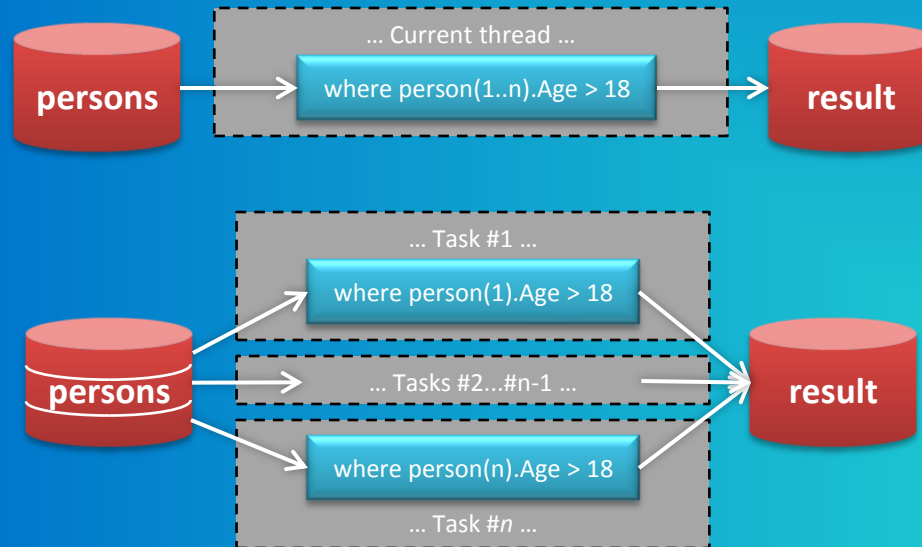 ... Current thread ...
persons
where person(1..n).Age > 18
result
... Task #1 ...
where person(1).Age > 18
persons
... Tasks #2...#n-1 ...
result
where person(n).Age > 18
... Task #n ...